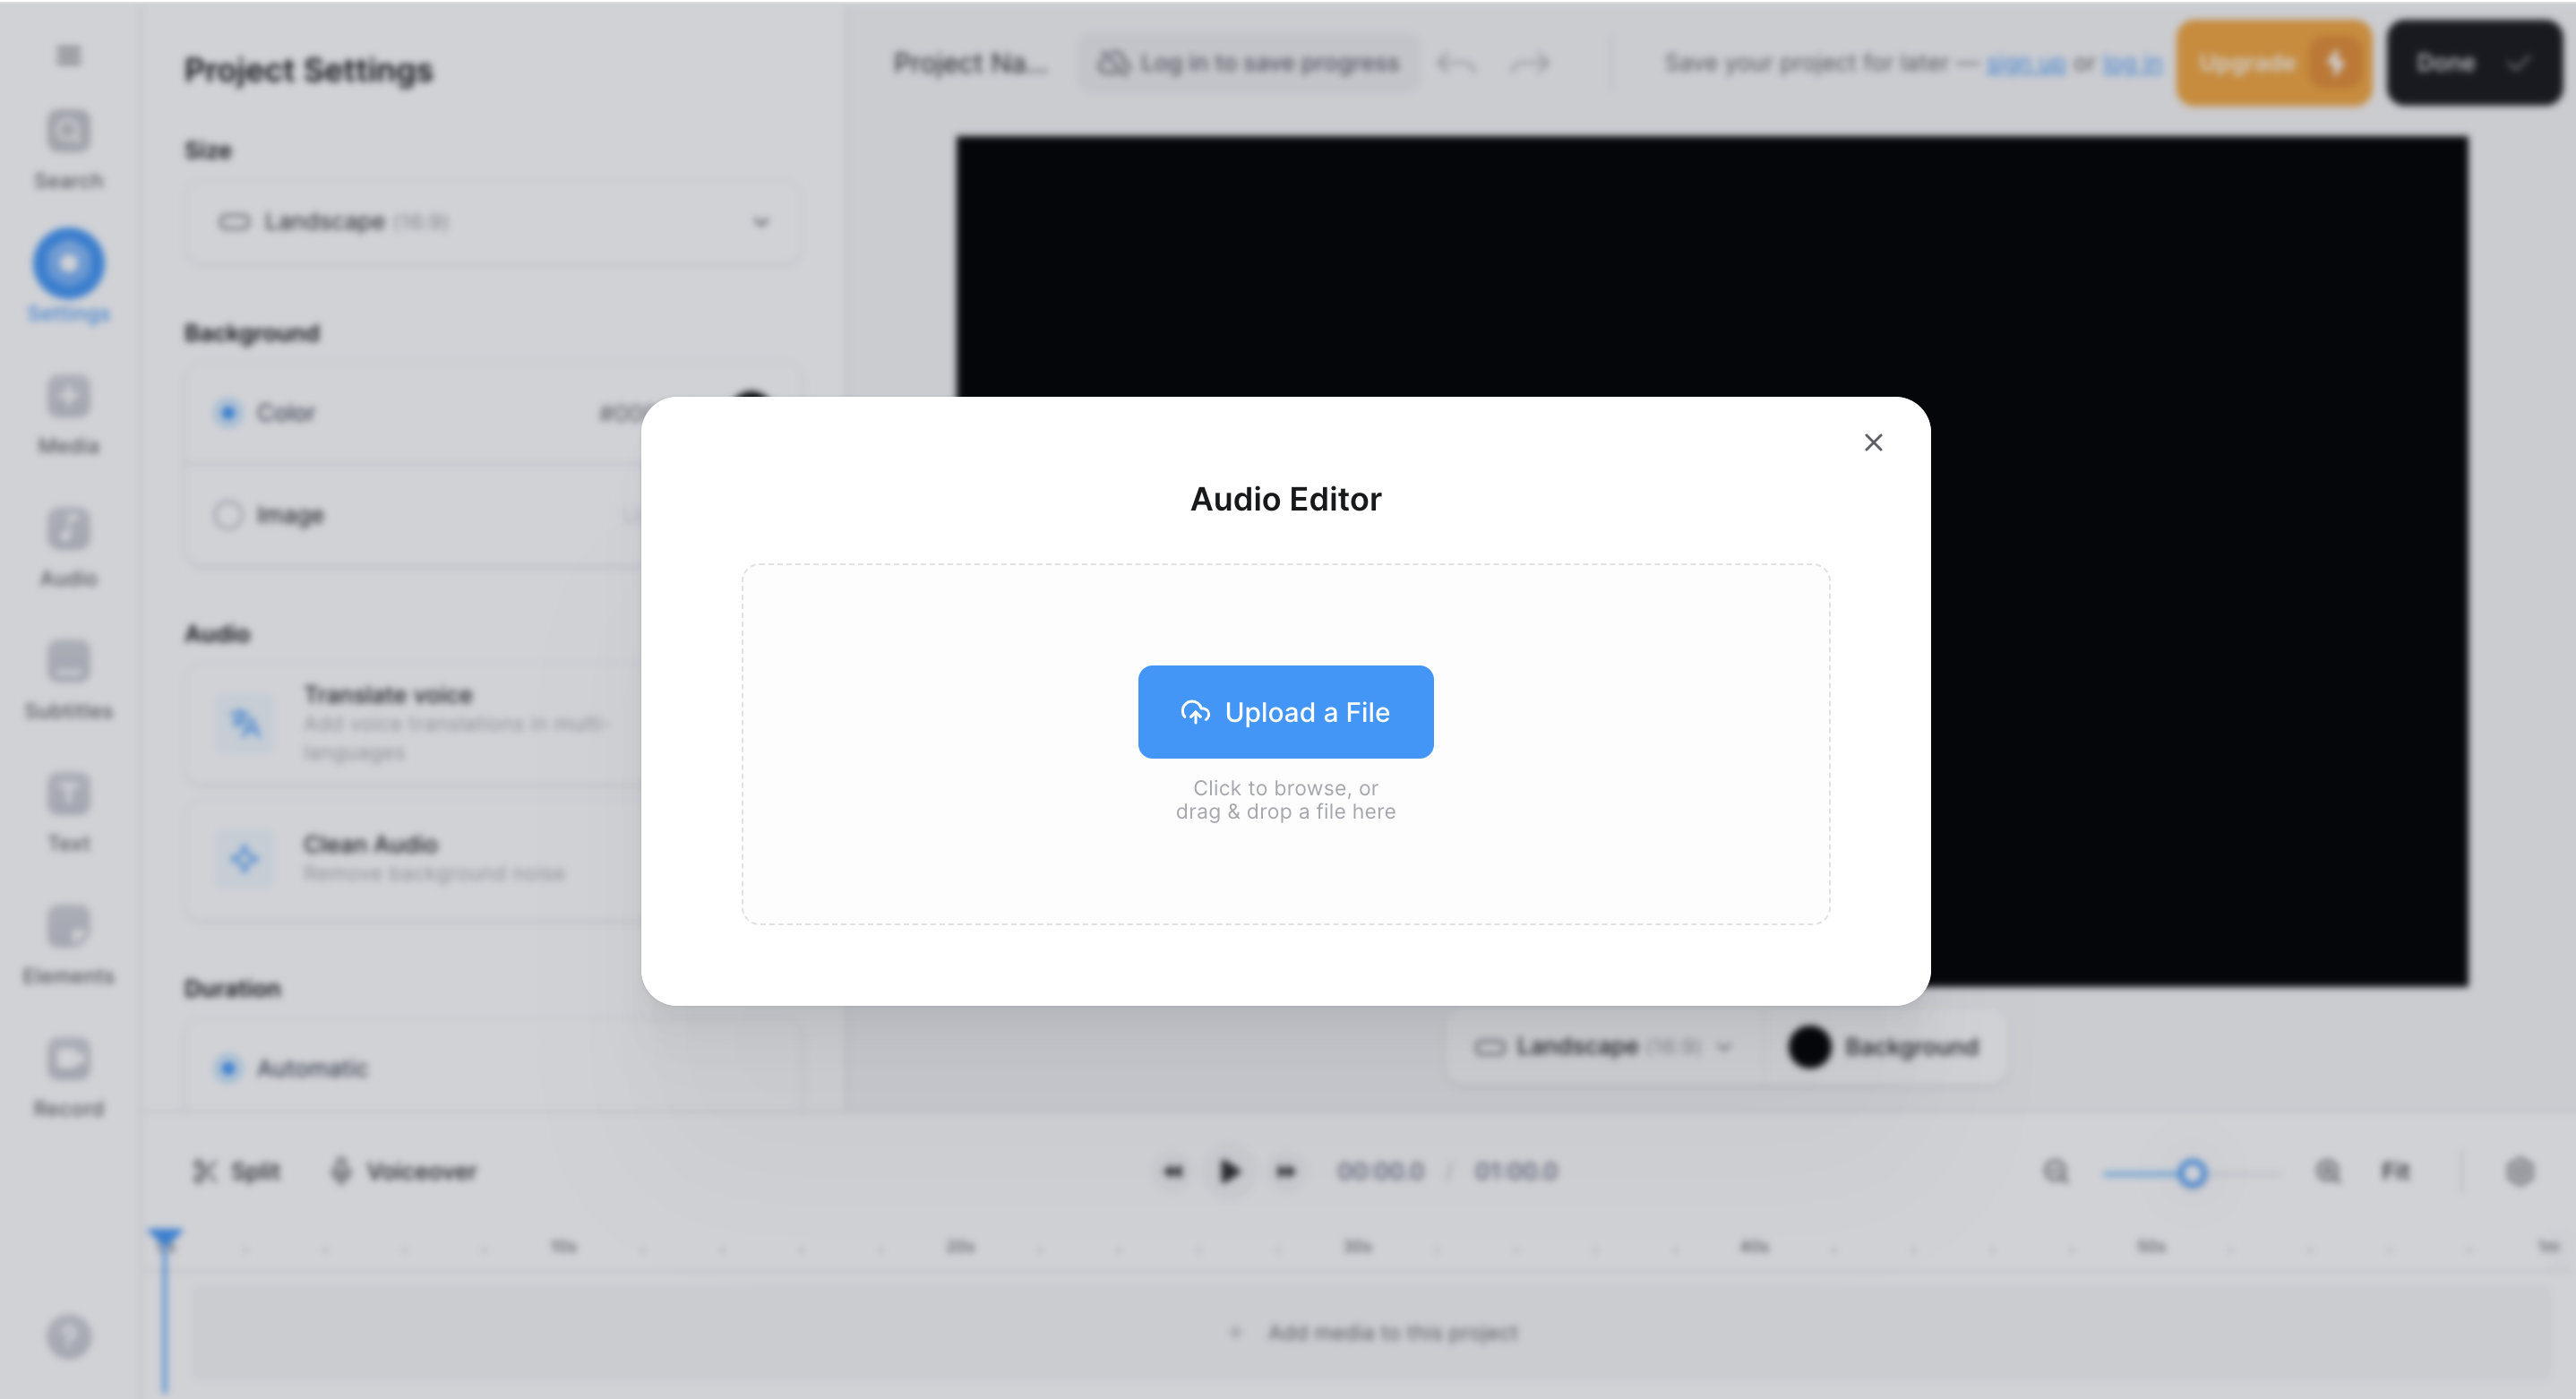 Project Settings
Search
Settings
Media
Audio
Subtitles
Text
Elements
Record
Size
Landscape (16:9)
Background
Color
#000
Image
Audio
Translate voice
Add voice translations in multi-
languages
Clean Audio
Remove background noise
Duration
Automatic
Project Na...
Log in to save progress
Save your project for later — sign up or log in
Upgrade
Done
Audio Editor
Upload a File
Click to browse, or
drag & drop a file here
Landscape (16:9)
Background
Split
Voiceover
00:00.0 / 01:00.0
Fit
10s
20s
30s
40s
50s
+ Add media to this project